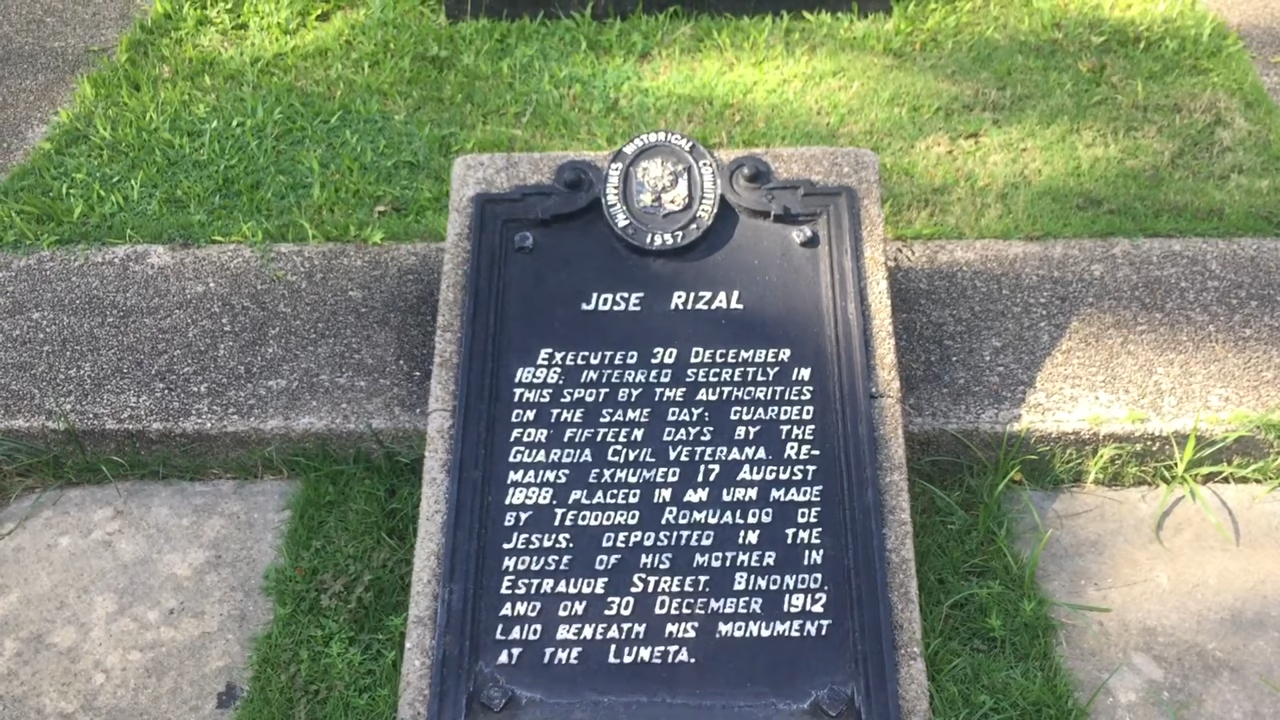 PHILIPPINES HISTORICAL COMMITTEE
1957
JOSE RIZAL
EXECUTED 30 DECEMBER
1896; INTERRED SECRETLY IN
THIS SPOT BY THE AUTHORITIES
ON THE SAME DAY; GUARDED
FOR FIFTEEN DAYS BY THE
GUARDIA CIVIL VETERANA. RE-
MAINS EXHUMED 17 AUGUST
1898, PLACED IN AN URN MADE
BY TEODORO ROMUALDO DE
JESUS, DEPOSITED IN THE
HOUSE OF HIS MOTHER IN
ESTRAUDE STREET, BINONDO,
AND ON 30 DECEMBER 1912
LAID BENEATH HIS MONUMENT
AT THE LUNETA.